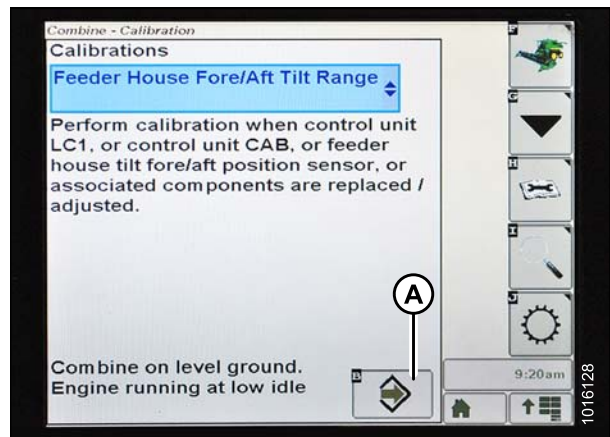 Combine - Calibration
Calibrations
Feeder House Fore/Aft Tilt Range
Perform calibration when control unit
LC1, or control unit CAB, or feeder
house tilt fore/aft position sensor, or
associated components are replaced /
adjusted.
A
Combine on level ground.
Engine running at low idle
B
F
G
H
I
J
9:20am
1016128